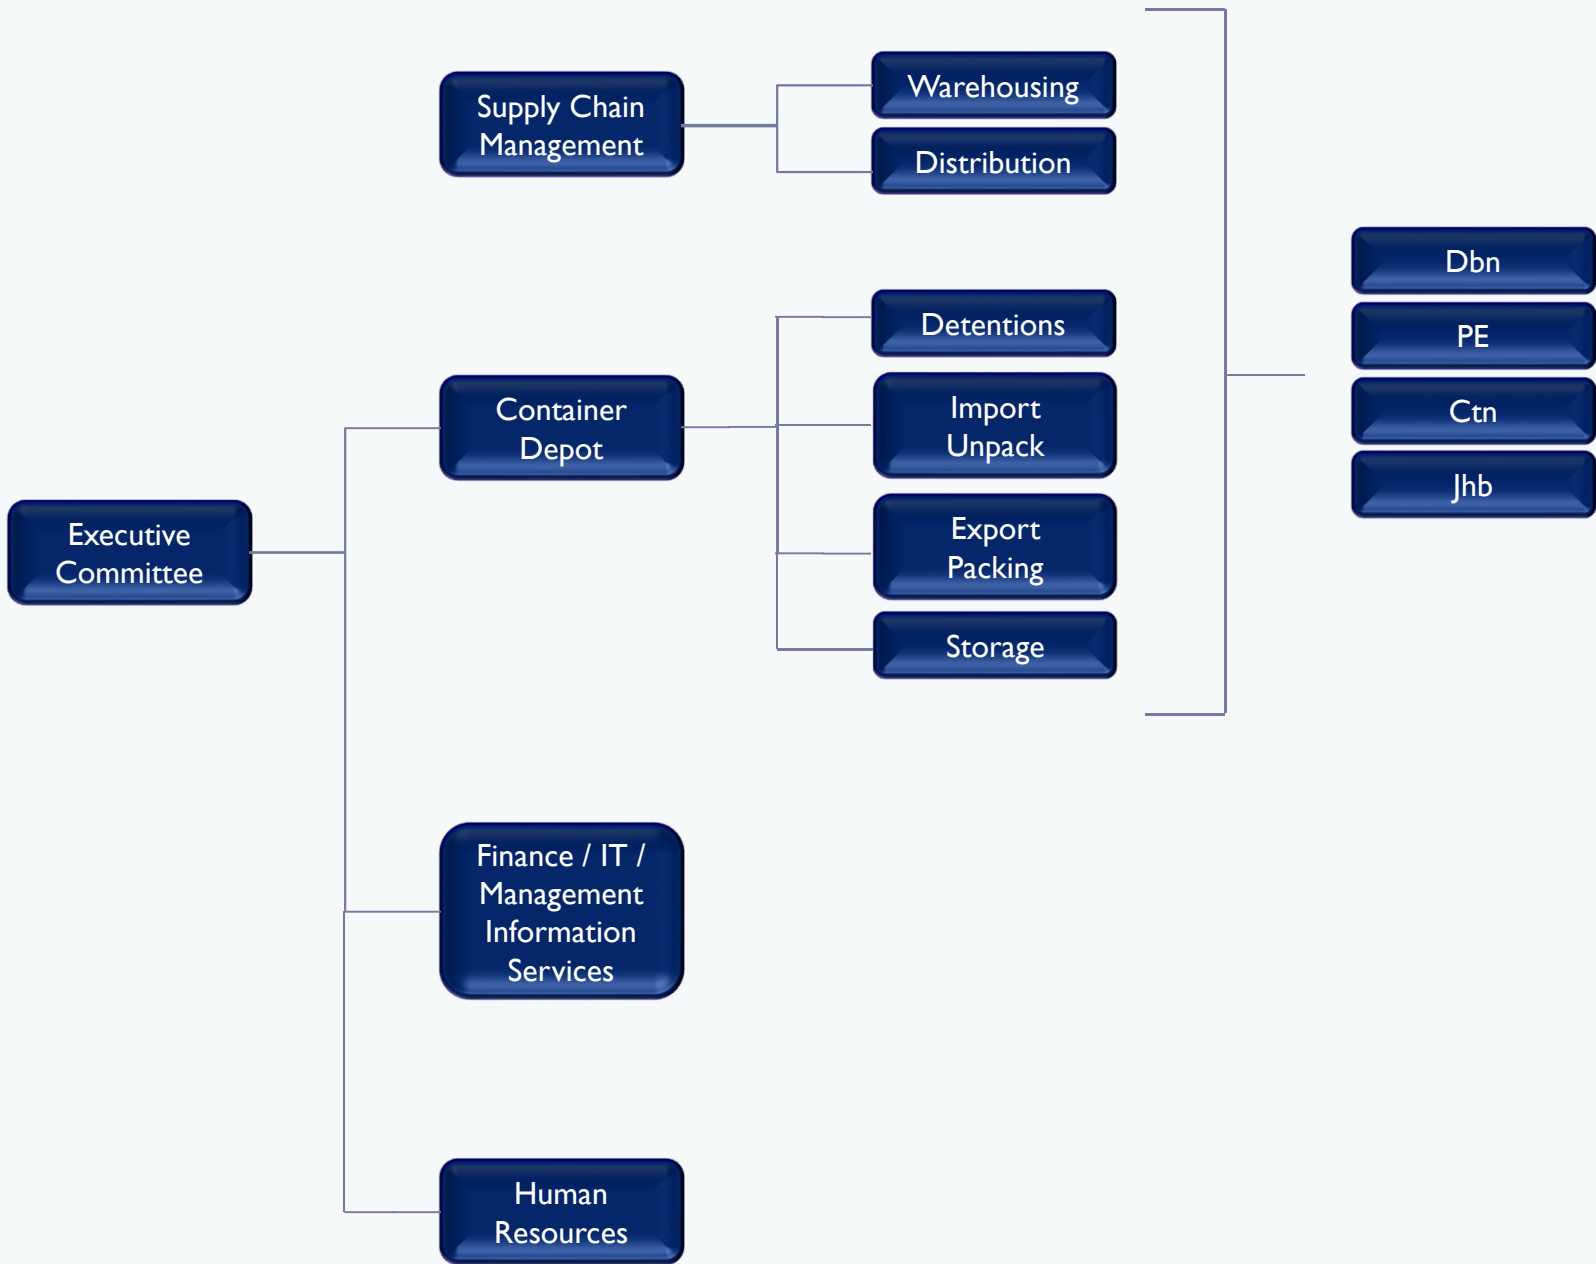 Supply Chain
Management
Warehousing
Distribution
Container
Depot
Detentions
Import
Unpack
Export
Packing
Storage
Dbn
PE
Ctn
Jhb
Executive
Committee
Finance / IT /
Management
Information
Services
Human
Resources